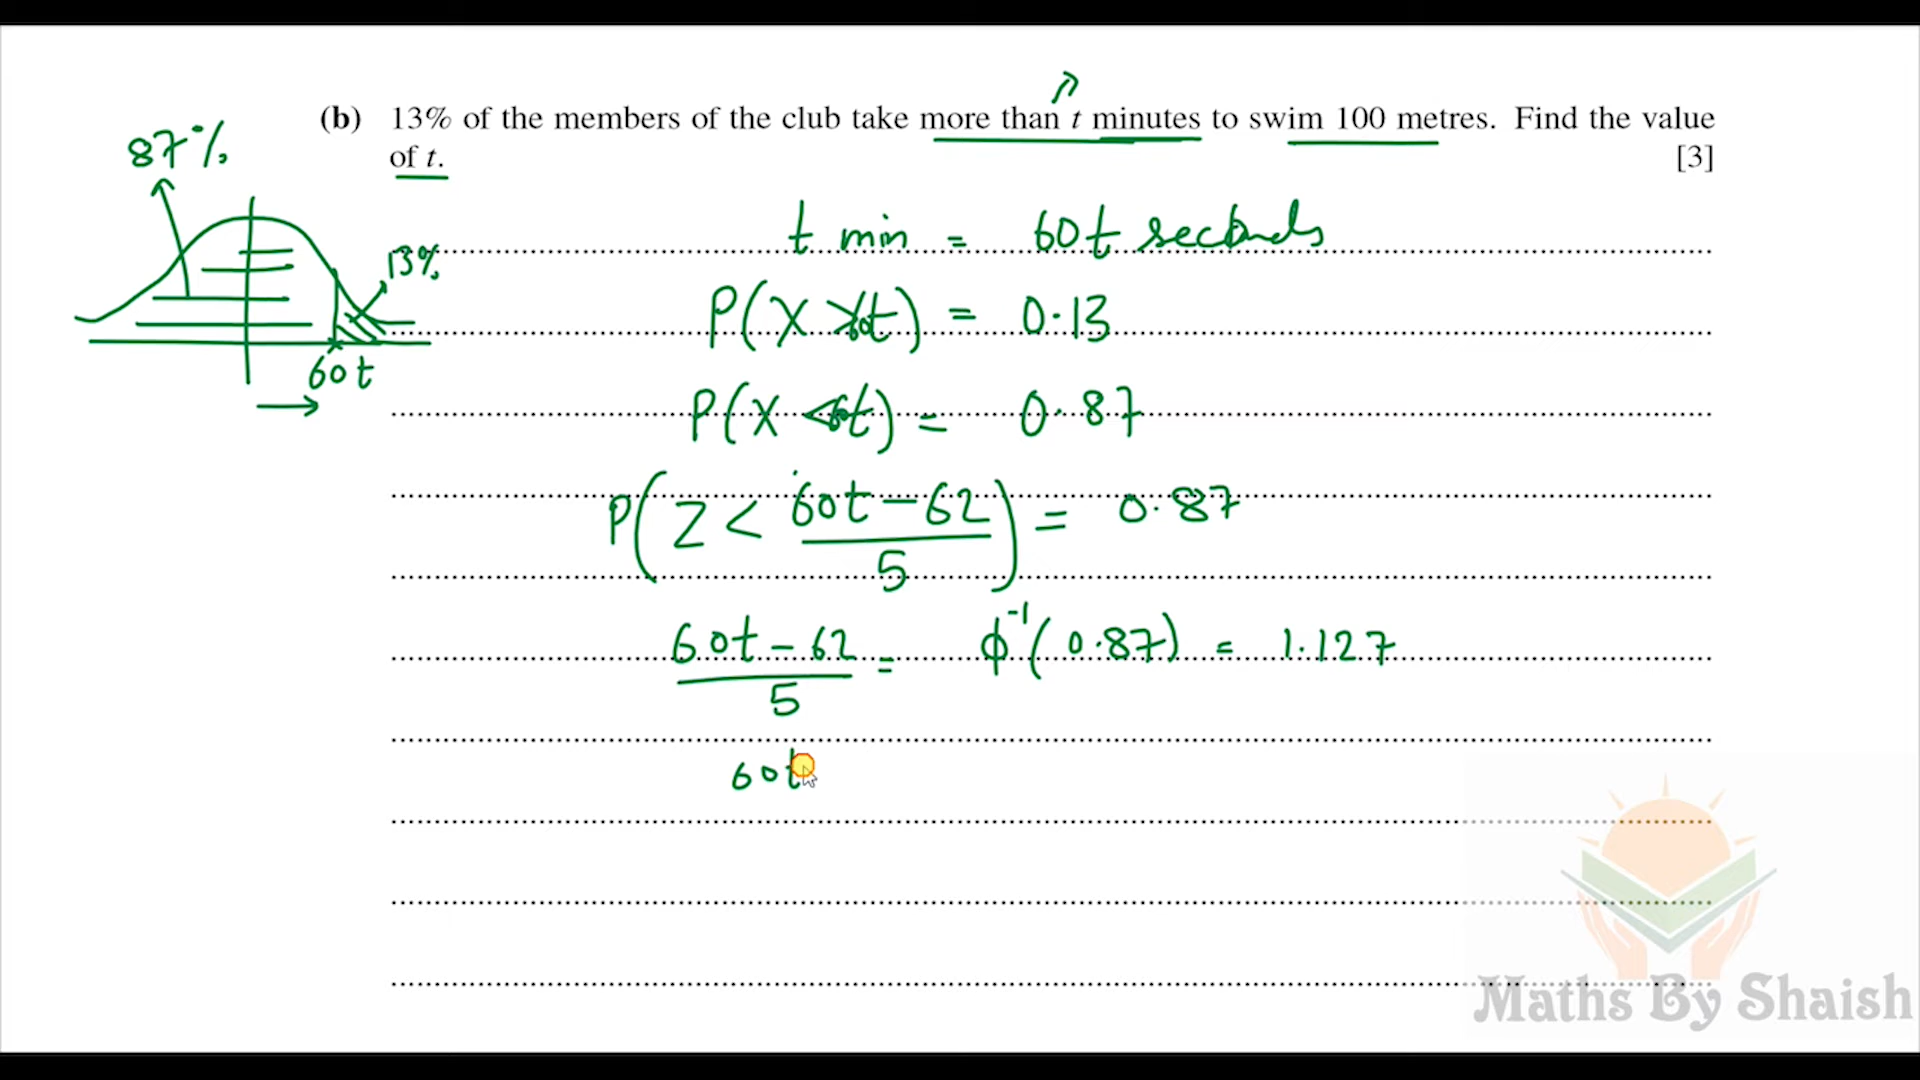 (b) 13% of the members of the club take more than t minutes to swim 100 metres. Find the value
of t. [3]
87%
13%
60t
t min = 60t seconds
P(X >60t) = 0.13
P(X <60t) = 0.87
P(Z < 60t-62/5) = 0.87
60t-62/5 = ϕ⁻¹(0.87) = 1.127
60t
Maths By Shaish